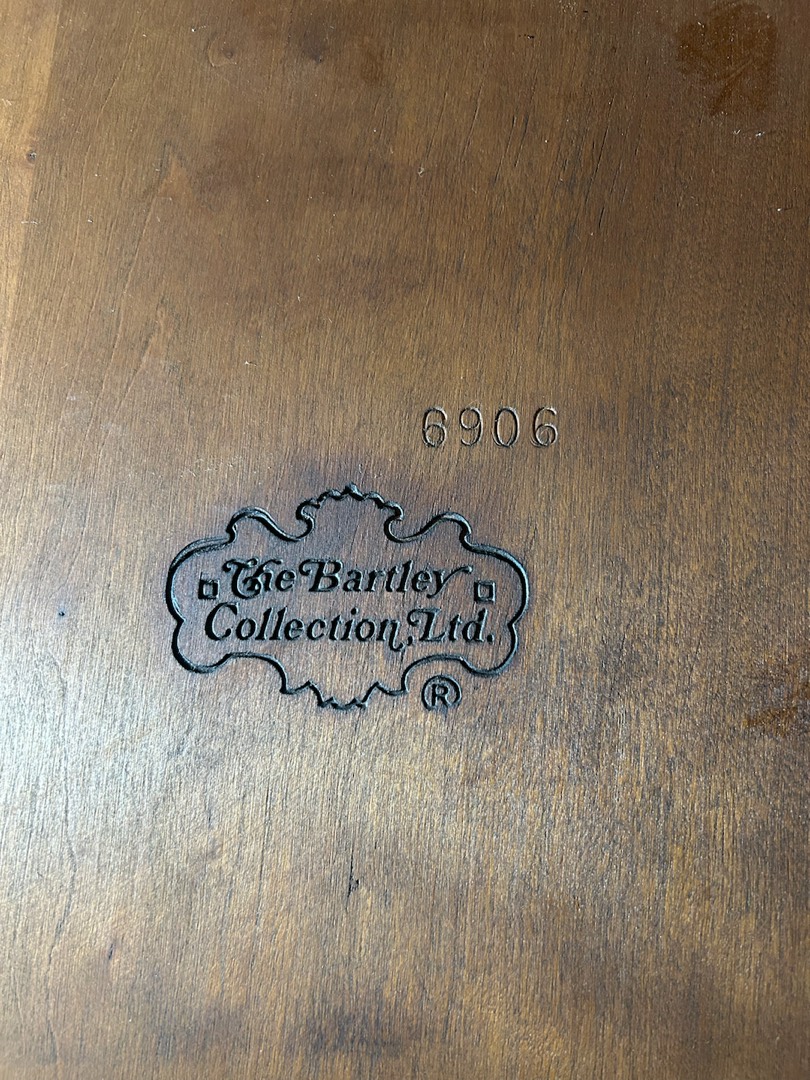 6906
The Bartley
Collection, Ltd.
®